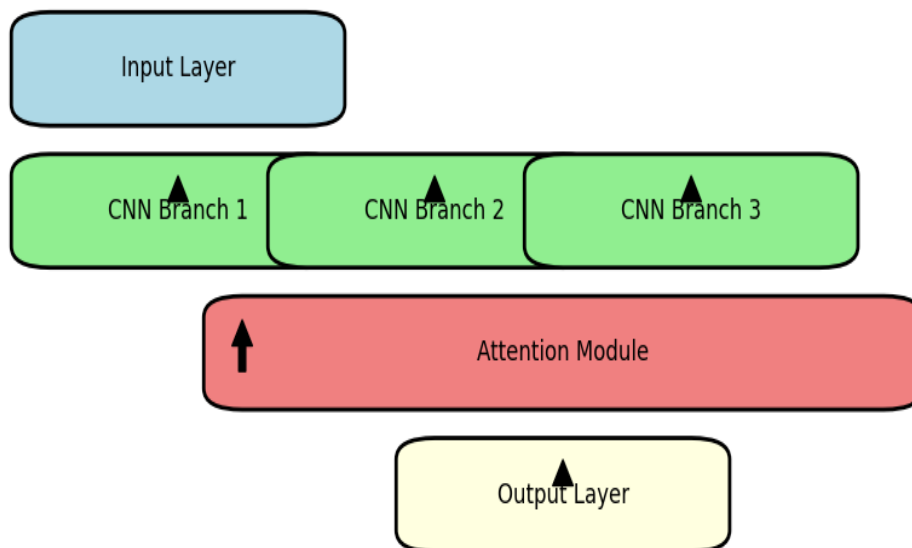 Input Layer
CNN Branch 1
CNN Branch 2
CNN Branch 3
Attention Module
Output Layer